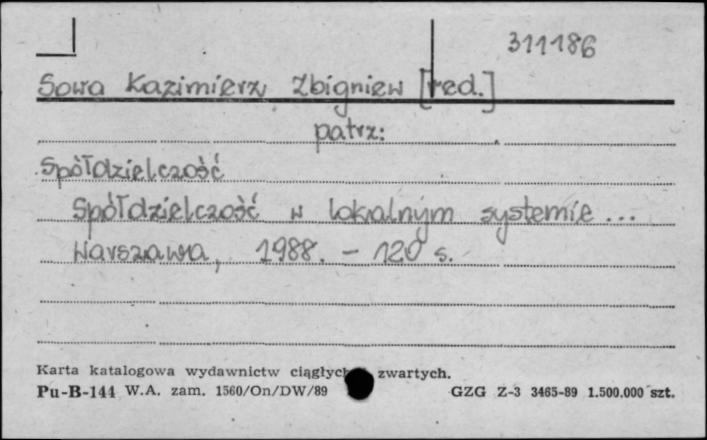 311186
Sowa Kazimierz Zbigniew [red.]
patrz:
Spółdzielczość
Spółdzielczość w lokalnym systemie...
Warszawa, 1988. - 120 s.
Karta katalogowa wydawnictw ciągłych zwartych.
Pu-B-144 W.A. zam. 1560/On/DW/89 GZG Z-3 3465-89 1.500.000 szt.